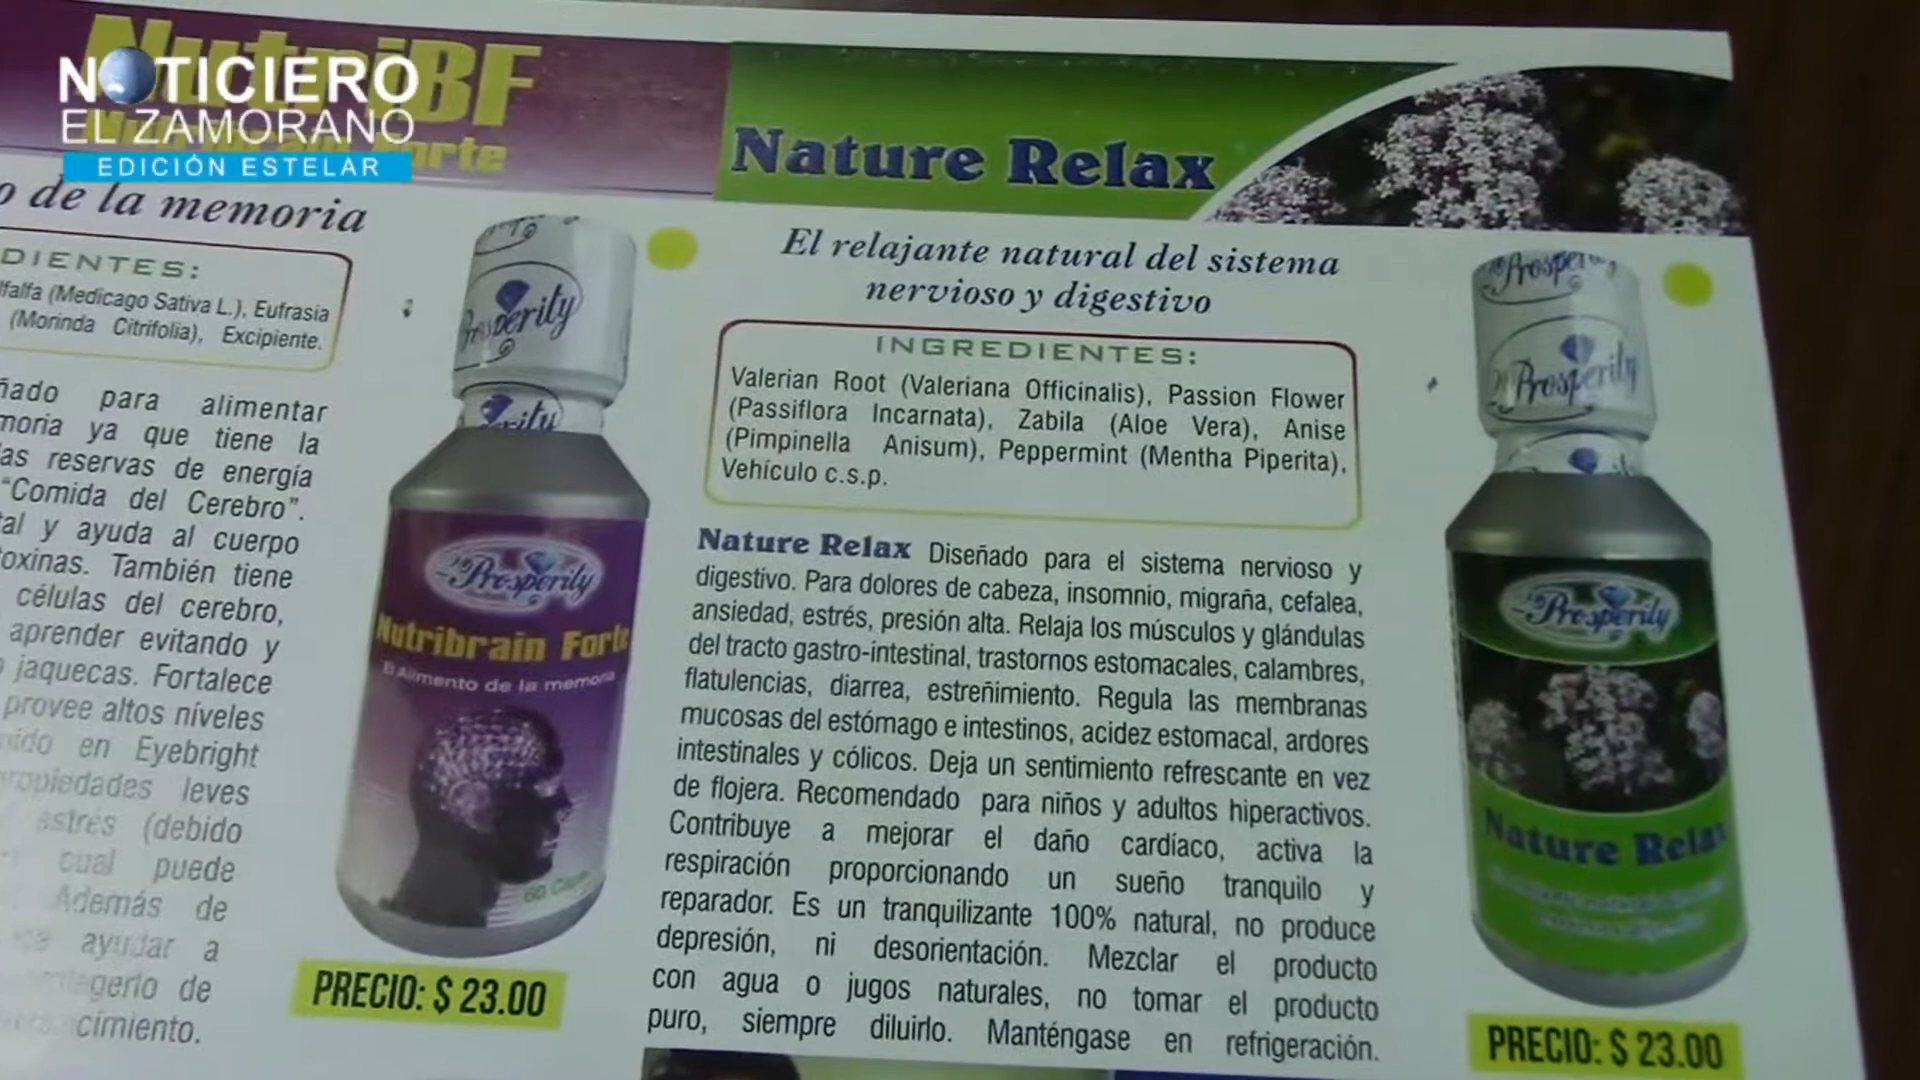 NOTICIERO
EL ZAMORANO
EDICIÓN ESTELAR
NutriBF
orte
o de la memoria
DIENTES:
lfalfa (Medicago Sativa L.), Eufrasia
(Morinda Citrifolia), Excipiente.
ñado para alimentar
moria ya que tiene la
las reservas de energía
“Comida del Cerebro”.
tal y ayuda al cuerpo
oxinas. También tiene
células del cerebro,
aprender evitando y
jaquecas. Fortalece
provee altos níveles
nido en Eyebright
propiedades leves
estrés (debido
cual puede
Además de
ayudar a
tegerlo de
cimiento.
Prosperity
Prosperity
Nutribrain Forte
El Alimento de la memoria
60 Caps
PRECIO: $ 23.00
Nature Relax
El relajante natural del sistema
nervioso y digestivo
INGREDIENTES:
Valerian Root (Valeriana Officinalis), Passion Flower
(Passiflora Incarnata), Zabila (Aloe Vera), Anise
(Pimpinella Anisum), Peppermint (Mentha Piperita),
Vehículo c.s.p.
Nature Relax Diseñado para el sistema nervioso y
digestivo. Para dolores de cabeza, insomnio, migraña, cefalea,
ansiedad, estrés, presión alta. Relaja los músculos y glándulas
del tracto gastro-intestinal, trastornos estomacales, calambres,
flatulencias, diarrea, estreñimiento. Regula las membranas
mucosas del estómago e intestinos, acidez estomacal, ardores
intestinales y cólicos. Deja un sentimiento refrescante en vez
de flojera. Recomendado para niños y adultos hiperactivos.
Contribuye a mejorar el daño cardíaco, activa la
respiración proporcionando un sueño tranquilo y
reparador. Es un tranquilizante 100% natural, no produce
depresión, ni desorientación. Mezclar el producto
con agua o jugos naturales, no tomar el producto
puro, siempre diluirlo. Manténgase en refrigeración.
Prosperity
Prosperity
Prosperity
Nature Relax
PRECIO: $ 23.00